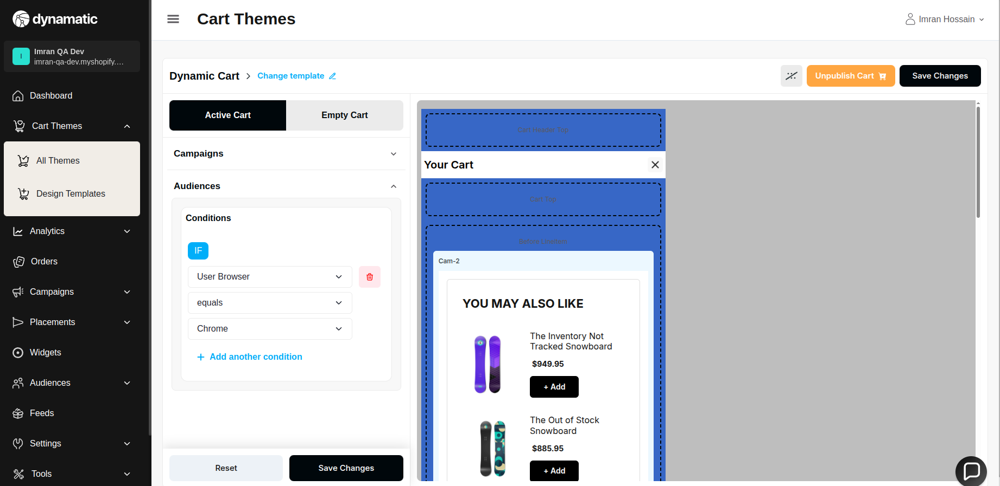 dynamatic
Cart Themes
Imran Hossain
I
Imran QA Dev
imran-qa-dev.myshopify....
Dashboard
Cart Themes
All Themes
Design Templates
Analytics
Orders
Campaigns
Placements
Widgets
Audiences
Feeds
Settings
Tools
Dynamic Cart
Change template
Unpublish Cart
Save Changes
Active Cart
Empty Cart
Campaigns
Audiences
Conditions
IF
User Browser
equals
Chrome
Add another condition
Reset
Save Changes
Cart Header Top
Your Cart
Cart Top
Before Lineitem
Cam-2
YOU MAY ALSO LIKE
The Inventory Not
Tracked Snowboard
$949.95
+ Add
The Out of Stock
Snowboard
$885.95
+ Add